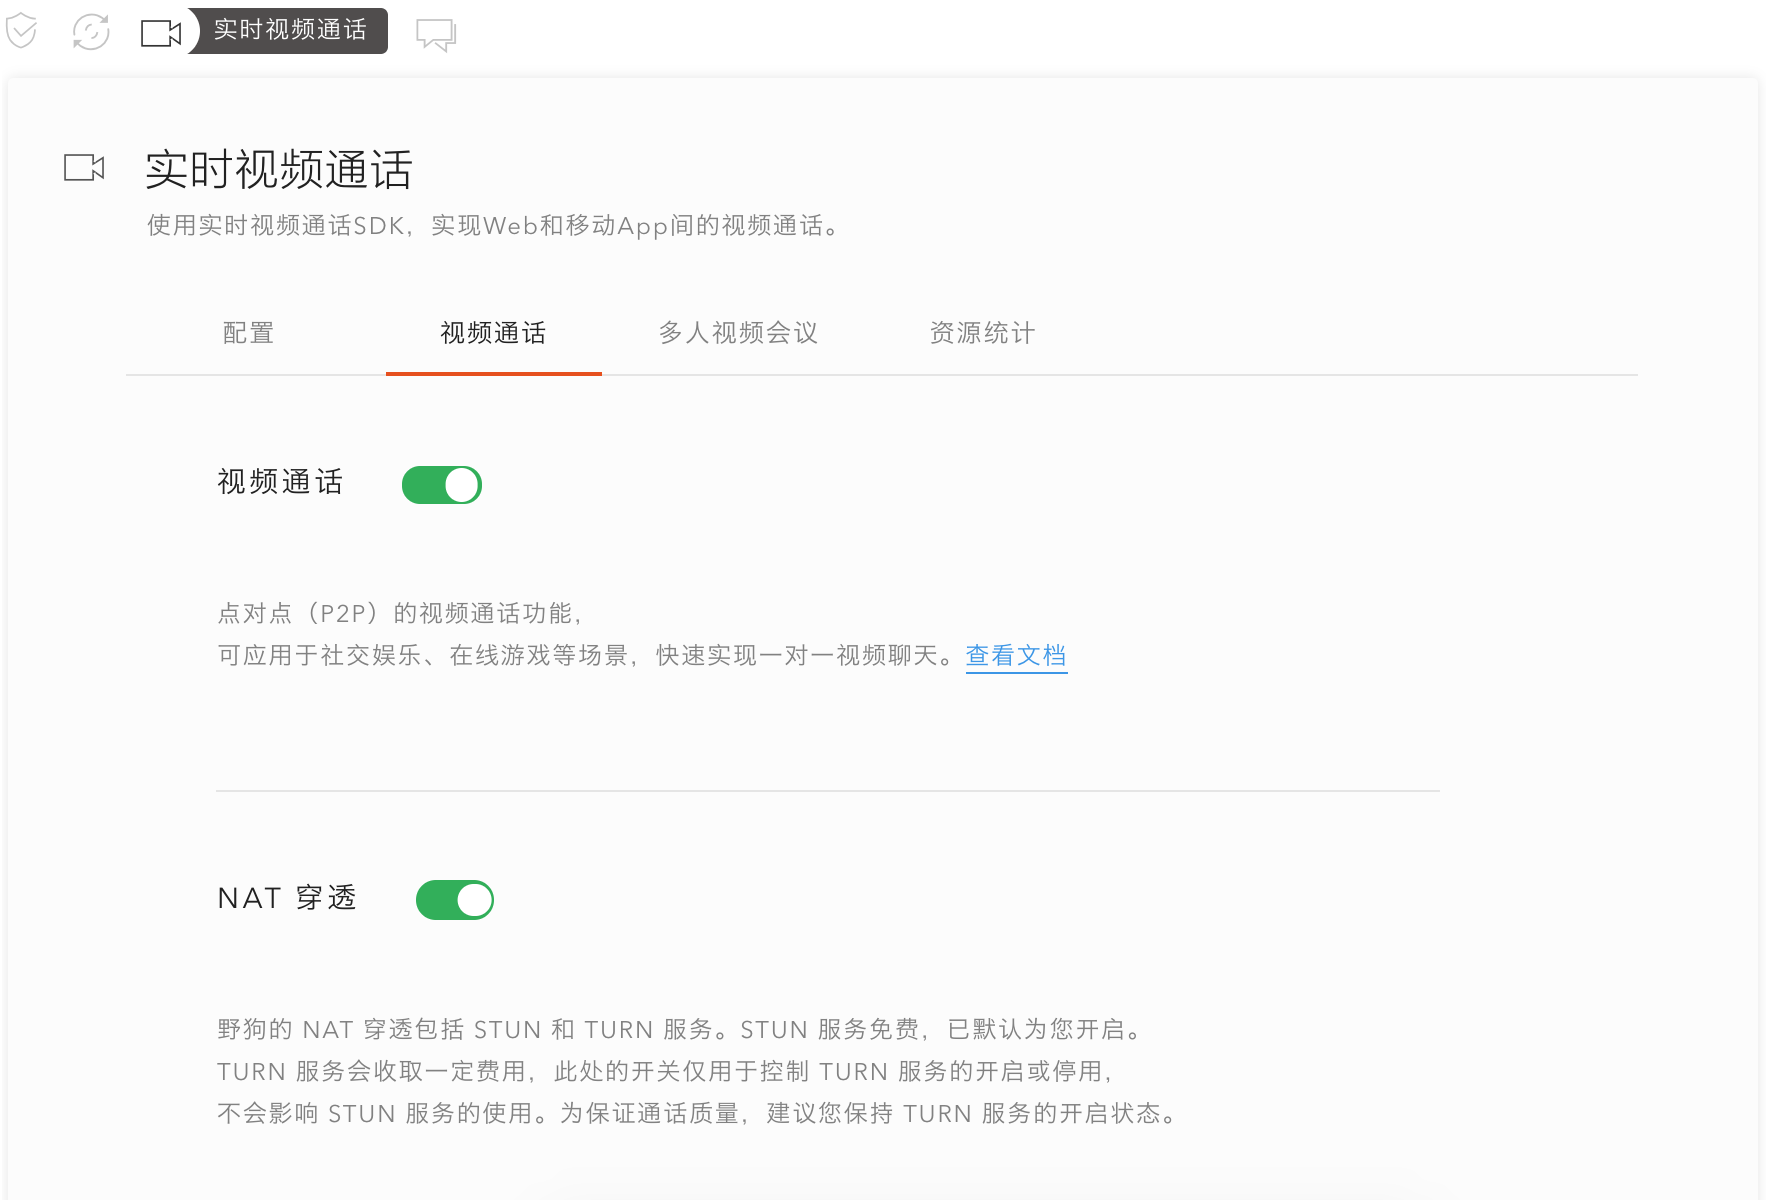 实时视频通话
实时视频通话
使用实时视频通话SDK，实现Web和移动App间的视频通话。
配置 视频通话 多人视频会议 资源统计
视频通话
点对点（P2P）的视频通话功能，
可应用于社交娱乐、在线游戏等场景，快速实现一对一视频聊天。查看文档
NAT 穿透
野狗的 NAT 穿透包括 STUN 和 TURN 服务。STUN 服务免费，已默认为您开启。
TURN 服务会收取一定费用，此处的开关仅用于控制 TURN 服务的开启或停用，
不会影响 STUN 服务的使用。为保证通话质量，建议您保持 TURN 服务的开启状态。